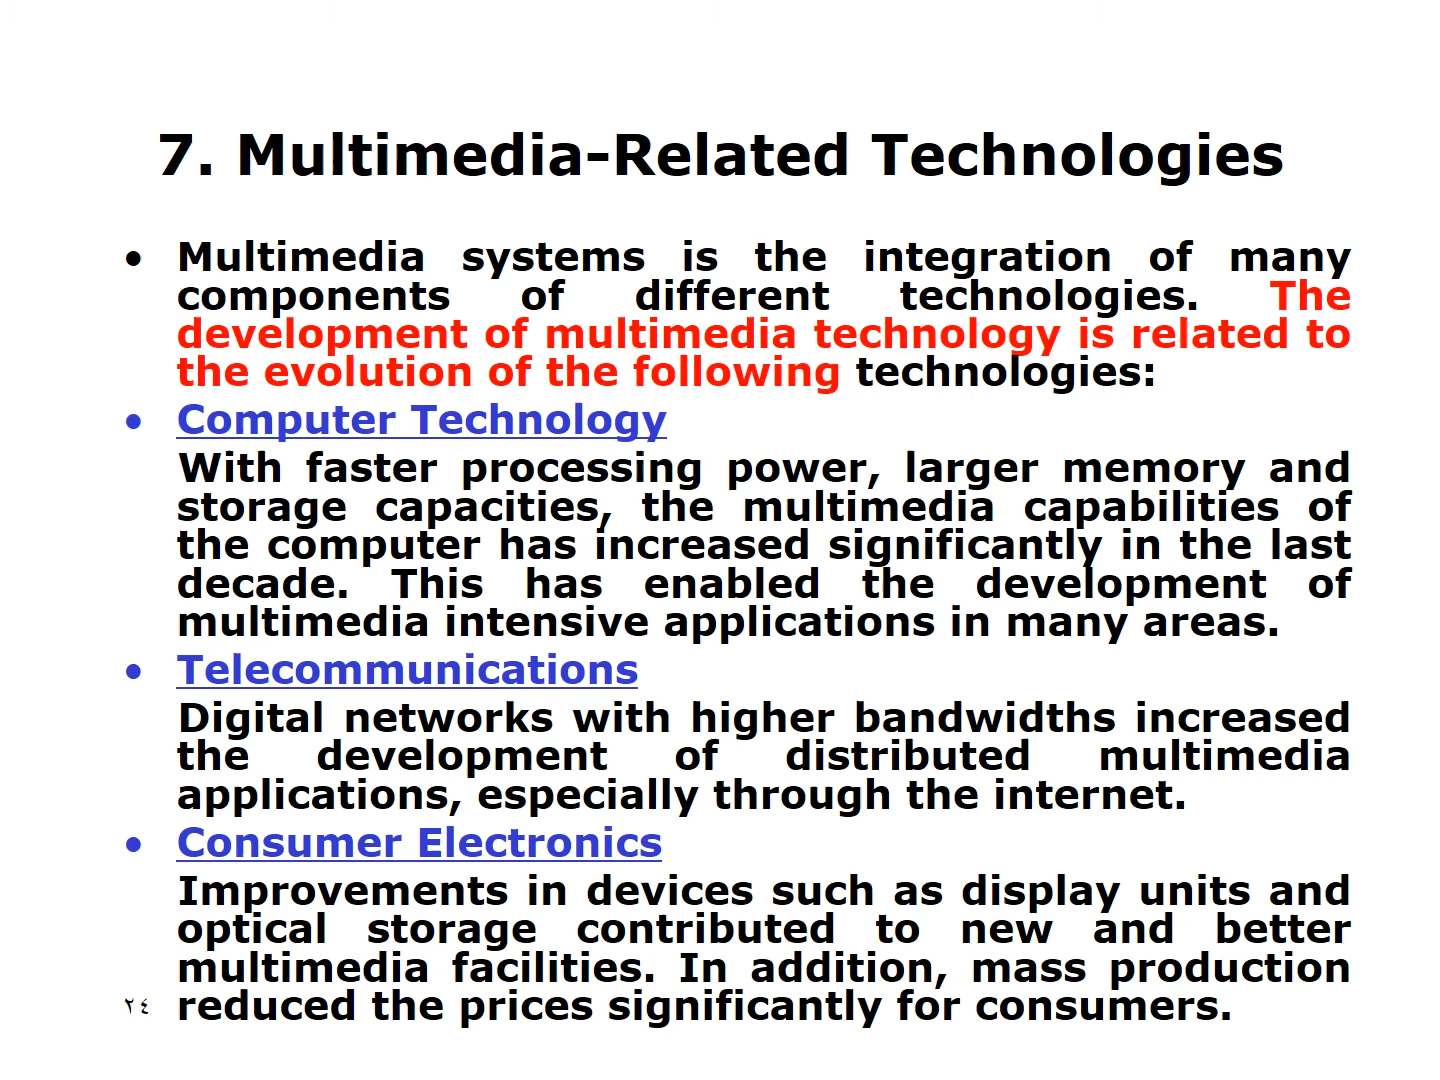 7. Multimedia-Related Technologies
• Multimedia systems is the integration of many
components of different technologies. The
development of multimedia technology is related to
the evolution of the following technologies:
• Computer Technology
With faster processing power, larger memory and
storage capacities, the multimedia capabilities of
the computer has increased significantly in the last
decade. This has enabled the development of
multimedia intensive applications in many areas.
• Telecommunications
Digital networks with higher bandwidths increased
the development of distributed multimedia
applications, especially through the internet.
• Consumer Electronics
Improvements in devices such as display units and
optical storage contributed to new and better
multimedia facilities. In addition, mass production
reduced the prices significantly for consumers.
٢٤